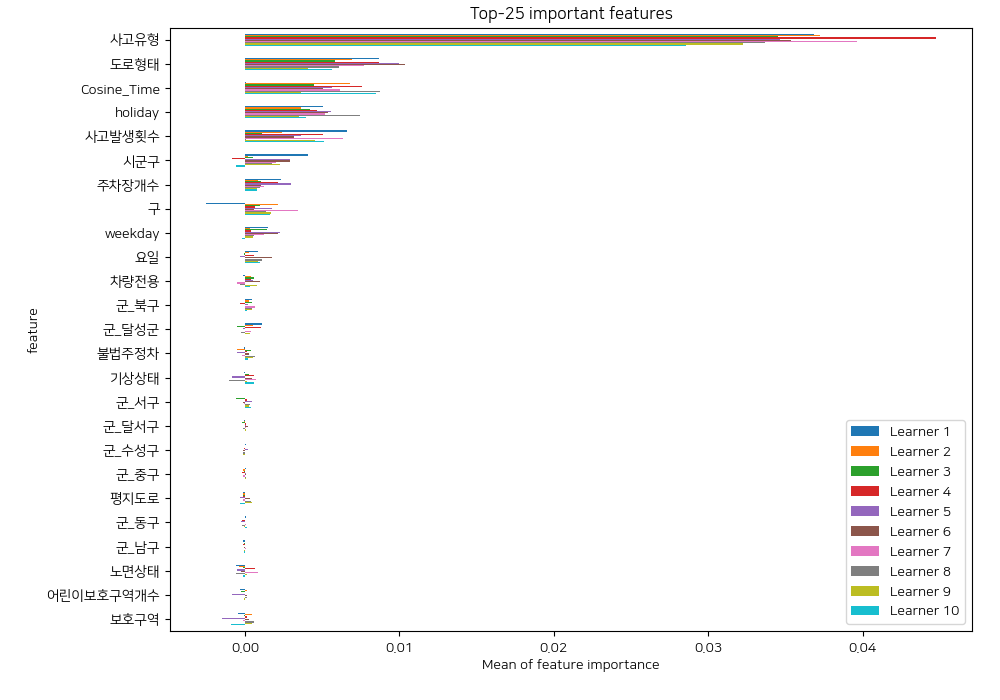 Top-25 important features
사고유형
도로형태
Cosine_Time
holiday
사고발생횟수
시군구
주차장개수
구
weekday
요일
차량전용
군_북구
군_달성군
불법주정차
기상상태
군_서구
군_달서구
군_수성구
군_중구
평지도로
군_동구
군_남구
노면상태
어린이보호구역개수
보호구역
feature
Learner 1
Learner 2
Learner 3
Learner 4
Learner 5
Learner 6
Learner 7
Learner 8
Learner 9
Learner 10
0.00 0.01 0.02 0.03 0.04
Mean of feature importance